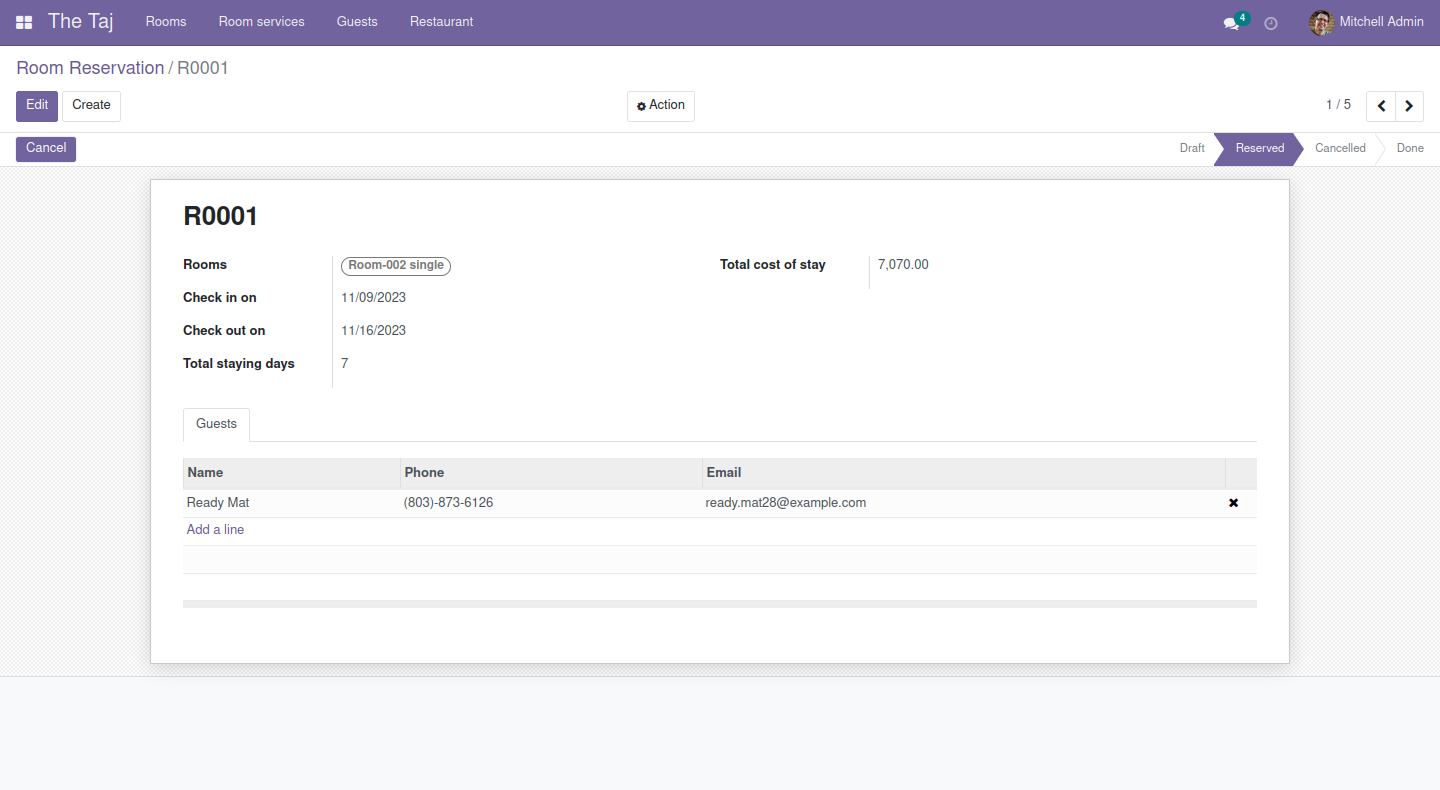 The Taj Rooms Room services Guests Restaurant 4 Mitchell Admin
Room Reservation / R0001
Edit Create Action 1 / 5
Cancel Draft Reserved Cancelled Done
R0001
Rooms Room-002 single Total cost of stay 7,070.00
Check in on 11/09/2023
Check out on 11/16/2023
Total staying days 7
Guests
Name Phone Email
Ready Mat (803)-873-6126 ready.mat28@example.com
Add a line